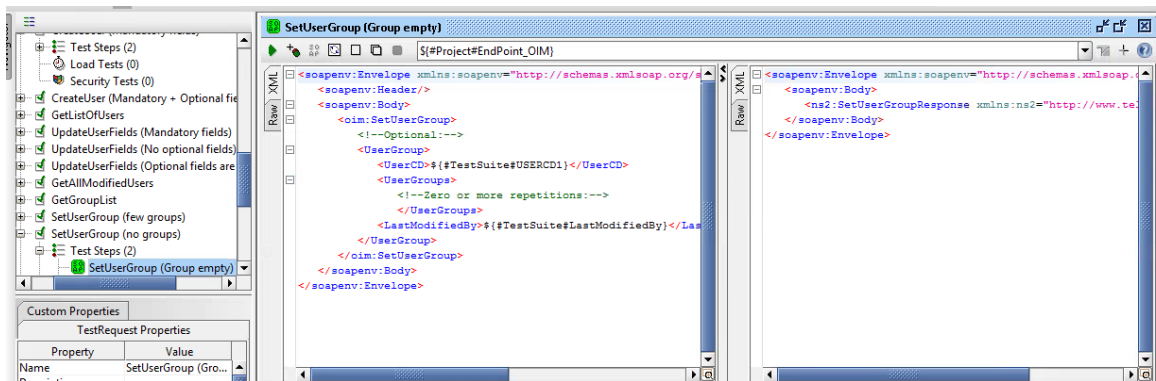 Test Steps (2)
Load Tests (0)
Security Tests (0)
CreateUser (Mandatory + Optional fie
GetListOfUsers
UpdateUserFields (Mandatory fields)
UpdateUserFields (No optional fields)
UpdateUserFields (Optional fields are
GetAllModifiedUsers
GetGroupList
SetUserGroup (few groups)
SetUserGroup (no groups)
Test Steps (2)
SetUserGroup (Group empty)
Custom Properties
TestRequest Properties
Property Value
Name SetUserGroup (Gro...
SetUserGroup (Group empty)
${#Project#EndPoint_OIM}
XML
Raw
<soapenv:Envelope xmlns:soapenv="http://schemas.xmlsoap.org/s
<soapenv:Header/>
<soapenv:Body>
<oim:SetUserGroup>
<!--Optional:-->
<UserGroup>
<UserCD>${#TestSuite#USERCD1}</UserCD>
<UserGroups>
<!--Zero or more repetitions:-->
</UserGroups>
<LastModifiedBy>${#TestSuite#LastModifiedBy}</Las
</UserGroup>
</oim:SetUserGroup>
</soapenv:Body>
</soapenv:Envelope>
XML
Raw
<soapenv:Envelope xmlns:soapenv="http://schemas.xmlsoap.o
<soapenv:Body>
<ns2:SetUserGroupResponse xmlns:ns2="http://www.tel
</soapenv:Body>
</soapenv:Envelope>